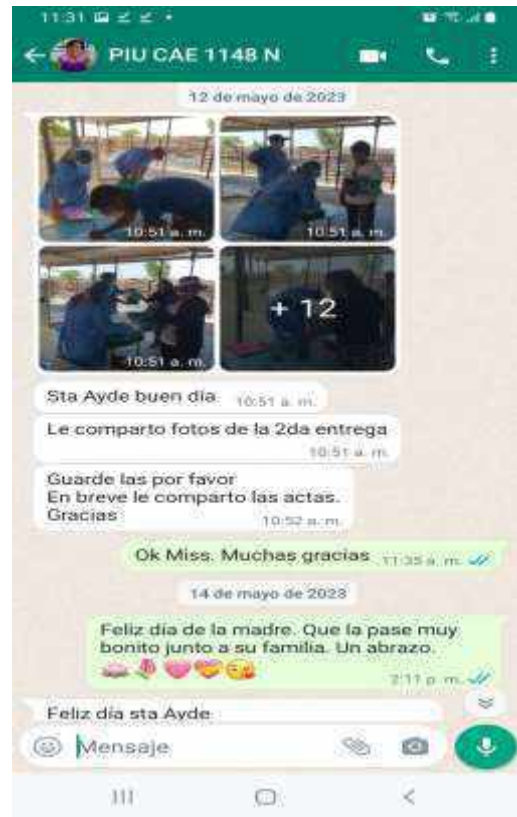 11:31
PIU CAE 1148 N
12 de mayo de 2023
10:51 a. m.
10:51 a. m.
10:51 a. m.
+ 12
Sta Ayde buen día 10:51 a. m.
Le comparto fotos de la 2da entrega
10:51 a. m.
Guarde las por favor
En breve le comparto las actas.
Gracias 10:52 a. m.
Ok Miss. Muchas gracias 11:35 a. m.
14 de mayo de 2023
Feliz día de la madre. Que la pase muy
bonito junto a su familia. Un abrazo.
2:11 p. m.
Feliz día sta Ayde
Mensaje